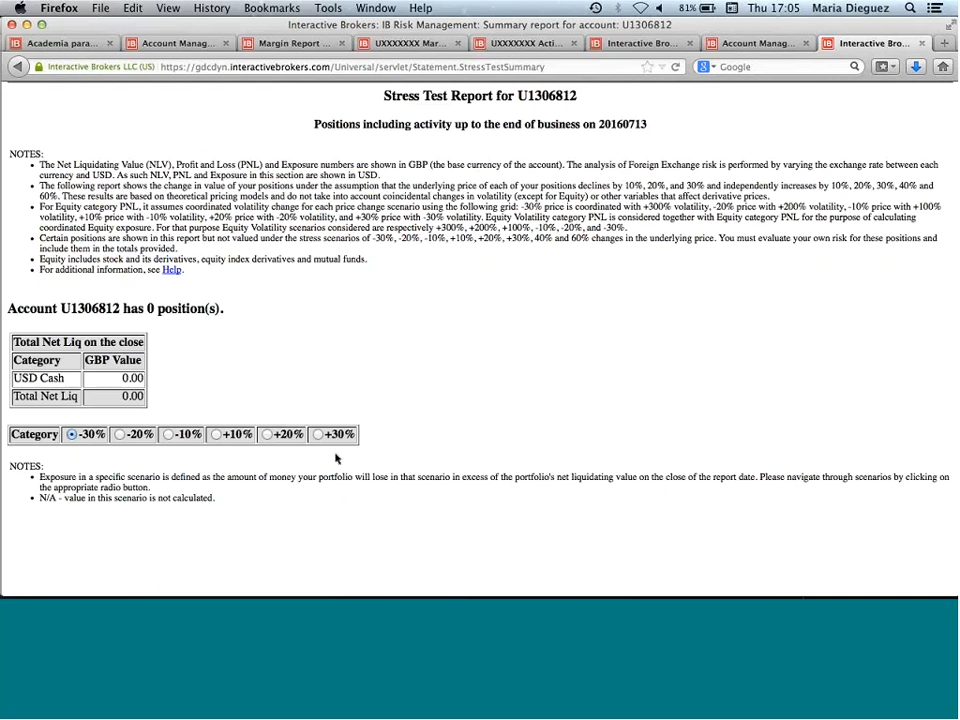 Firefox File Edit View History Bookmarks Tools Window Help 81% Thu 17:05 Maria Dieguez
Interactive Brokers: IB Risk Management: Summary report for account: U1306812
Academia para... Account Manag... Margin Report ... UXXXXXXX Mar... UXXXXXXX Acti... Interactive Bro... Account Manag... Interactive Bro...
Interactive Brokers LLC (US) https://gdcdyn.interactivebrokers.com/Universal/servlet/Statement.StressTestSummary Google
Stress Test Report for U1306812
Positions including activity up to the end of business on 20160713
NOTES:
The Net Liquidating Value (NLV), Profit and Loss (PNL) and Exposure numbers are shown in GBP (the base currency of the account). The analysis of Foreign Exchange risk is performed by varying the exchange rate between each
currency and USD. As such NLV, PNL and Exposure in this section are shown in USD.
The following report shows the change in value of your positions under the assumption that the underlying price of each of your positions declines by 10%, 20%, and 30% and independently increases by 10%, 20%, 30%, 40% and
60%. These results are based on theoretical pricing models and do not take into account coincidental changes in volatility (except for Equity) or other variables that affect derivative prices.
For Equity category PNL, it assumes coordinated volatility change for each price change scenario using the following grid: -30% price is coordinated with +300% volatility, -20% price with +200% volatility, -10% price with +100%
volatility, +10% price with -10% volatility, +20% price with -20% volatility, and +30% price with -30% volatility. Equity Volatility category PNL is considered together with Equity category PNL for the purpose of calculating
coordinated Equity exposure. For that purpose Equity Volatility scenarios considered are respectively +300%, +200%, +100%, -10%, -20%, and -30%.
Certain positions are shown in this report but not valued under the stress scenarios of -30%, -20%, -10%, +10%, +20%, +30%, 40% and 60% changes in the underlying price. You must evaluate your own risk for these positions and
include them in the totals provided.
Equity includes stock and its derivatives, equity index derivatives and mutual funds.
For additional information, see Help.
Account U1306812 has 0 position(s).
Total Net Liq on the close
Category GBP Value
USD Cash 0.00
Total Net Liq 0.00
Category -30% -20% -10% +10% +20% +30%
NOTES:
Exposure in a specific scenario is defined as the amount of money your portfolio will lose in that scenario in excess of the portfolio's net liquidating value on the close of the report date. Please navigate through scenarios by clicking on
the appropriate radio button.
N/A - value in this scenario is not calculated.